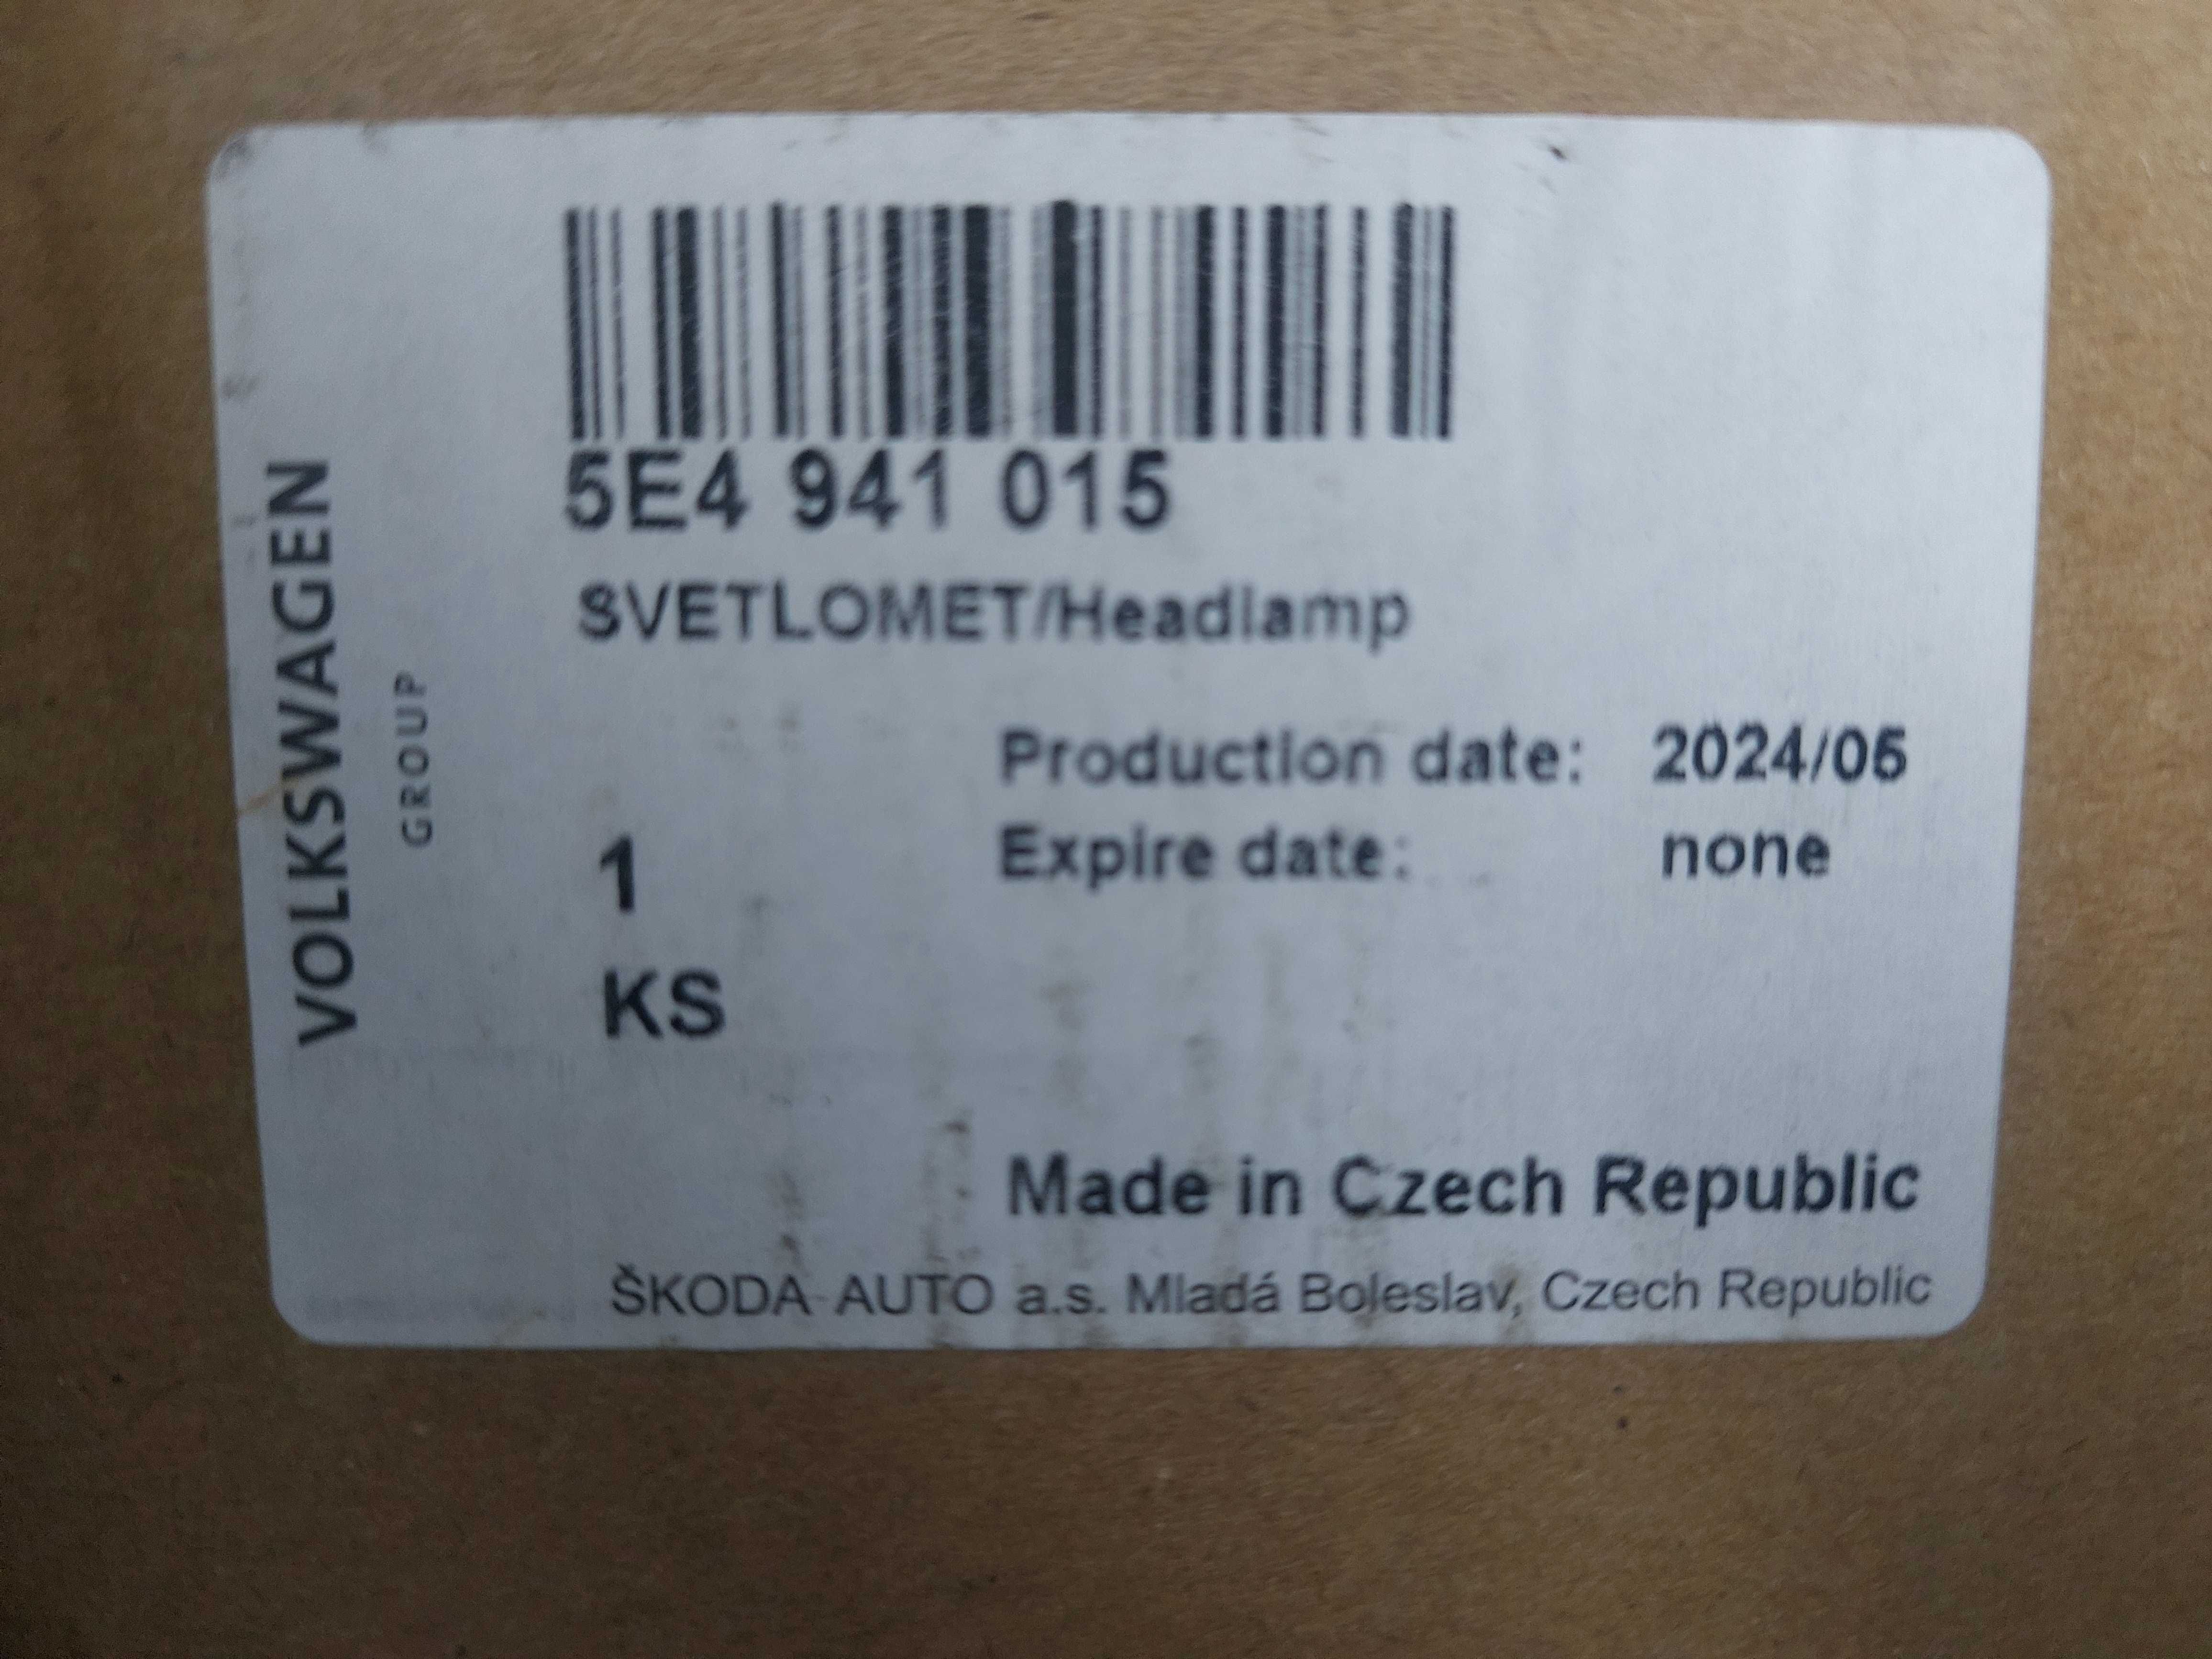 5E4 941 015
SVETLOMET/Headlamp
Production date: 2024/05
Expire date: none
1
KS
Made in Czech Republic
ŠKODA AUTO a.s. Mladá Boleslav, Czech Republic
VOLKSWAGEN
GROUP